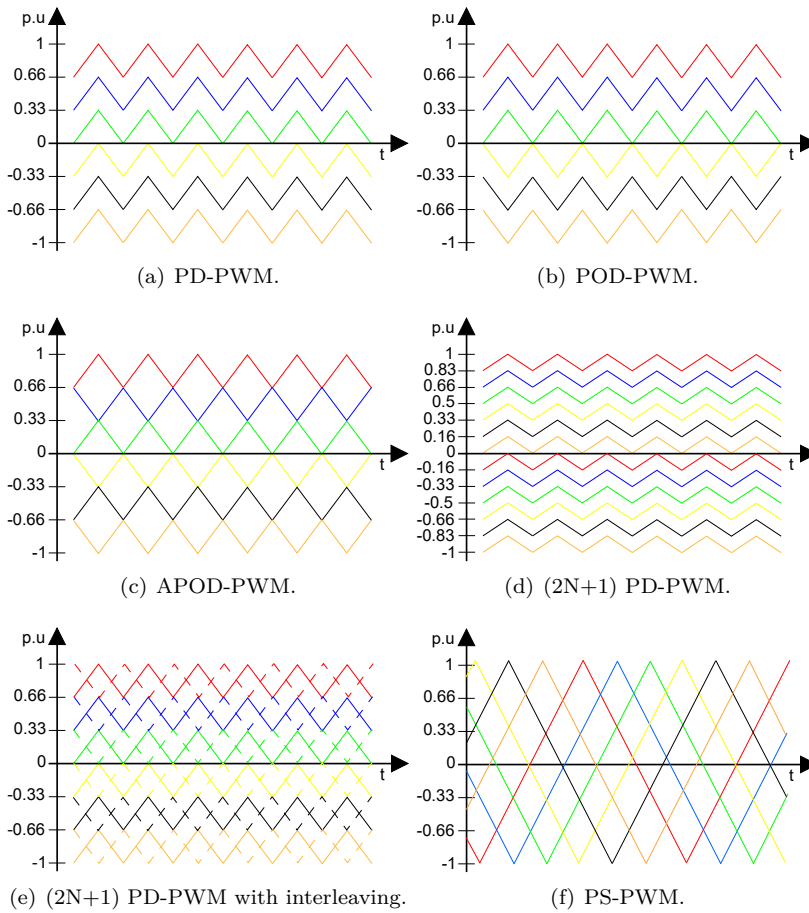 p.u
1
0.66
0.33
0
-0.33
-0.66
-1
t
(a) PD-PWM.
p.u
1
0.66
0.33
0
-0.33
-0.66
-1
t
(b) POD-PWM.
p.u
1
0.66
0.33
0
-0.33
-0.66
-1
t
(c) APOD-PWM.
p.u
1
0.83
0.66
0.5
0.33
0.16
0
-0.16
-0.33
-0.5
-0.66
-0.83
-1
t
(d) (2N+1) PD-PWM.
p.u
1
0.66
0.33
0
-0.33
-0.66
-1
t
(e) (2N+1) PD-PWM with interleaving.
p.u
1
0.66
0.33
0
-0.33
-0.66
-1
t
(f) PS-PWM.